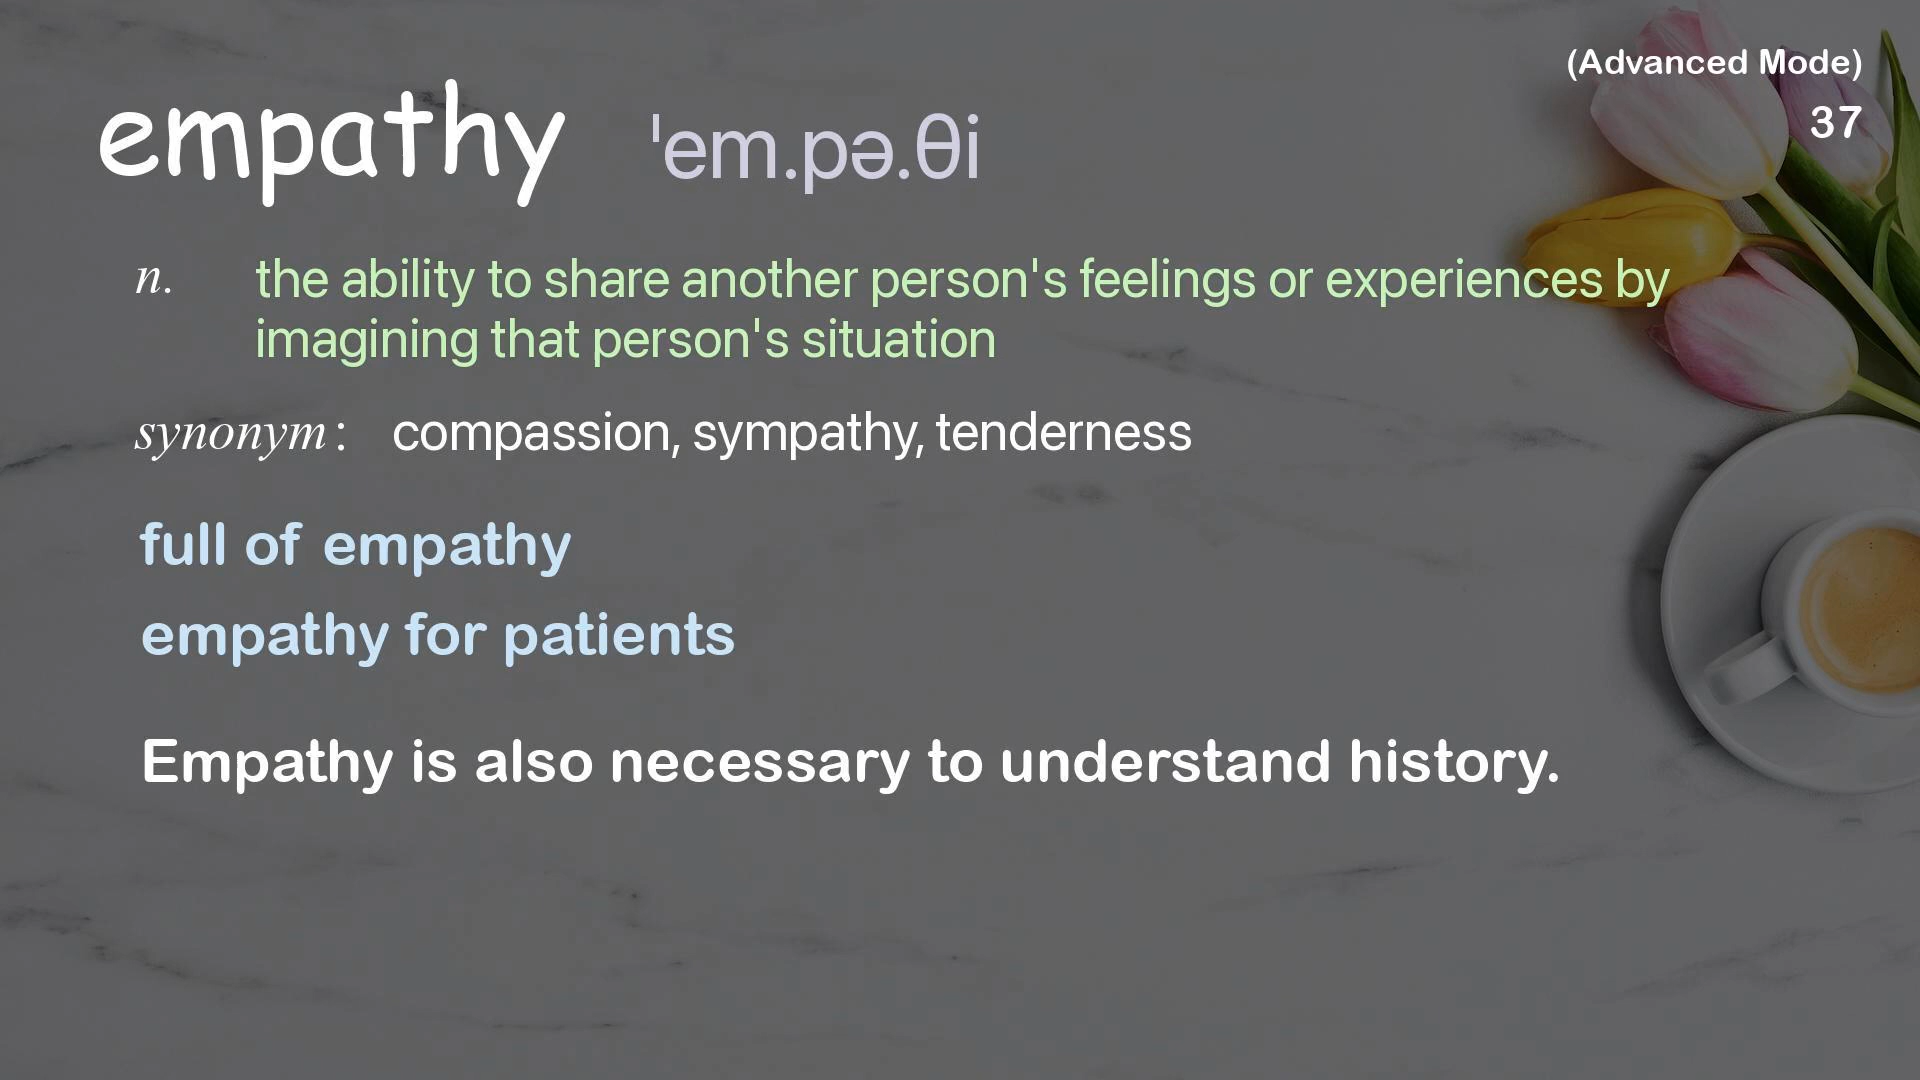 (Advanced Mode)
37
empathy ˈem.pə.θi
n. the ability to share another person's feelings or experiences by
imagining that person's situation
synonym: compassion, sympathy, tenderness
full of empathy
empathy for patients
Empathy is also necessary to understand history.